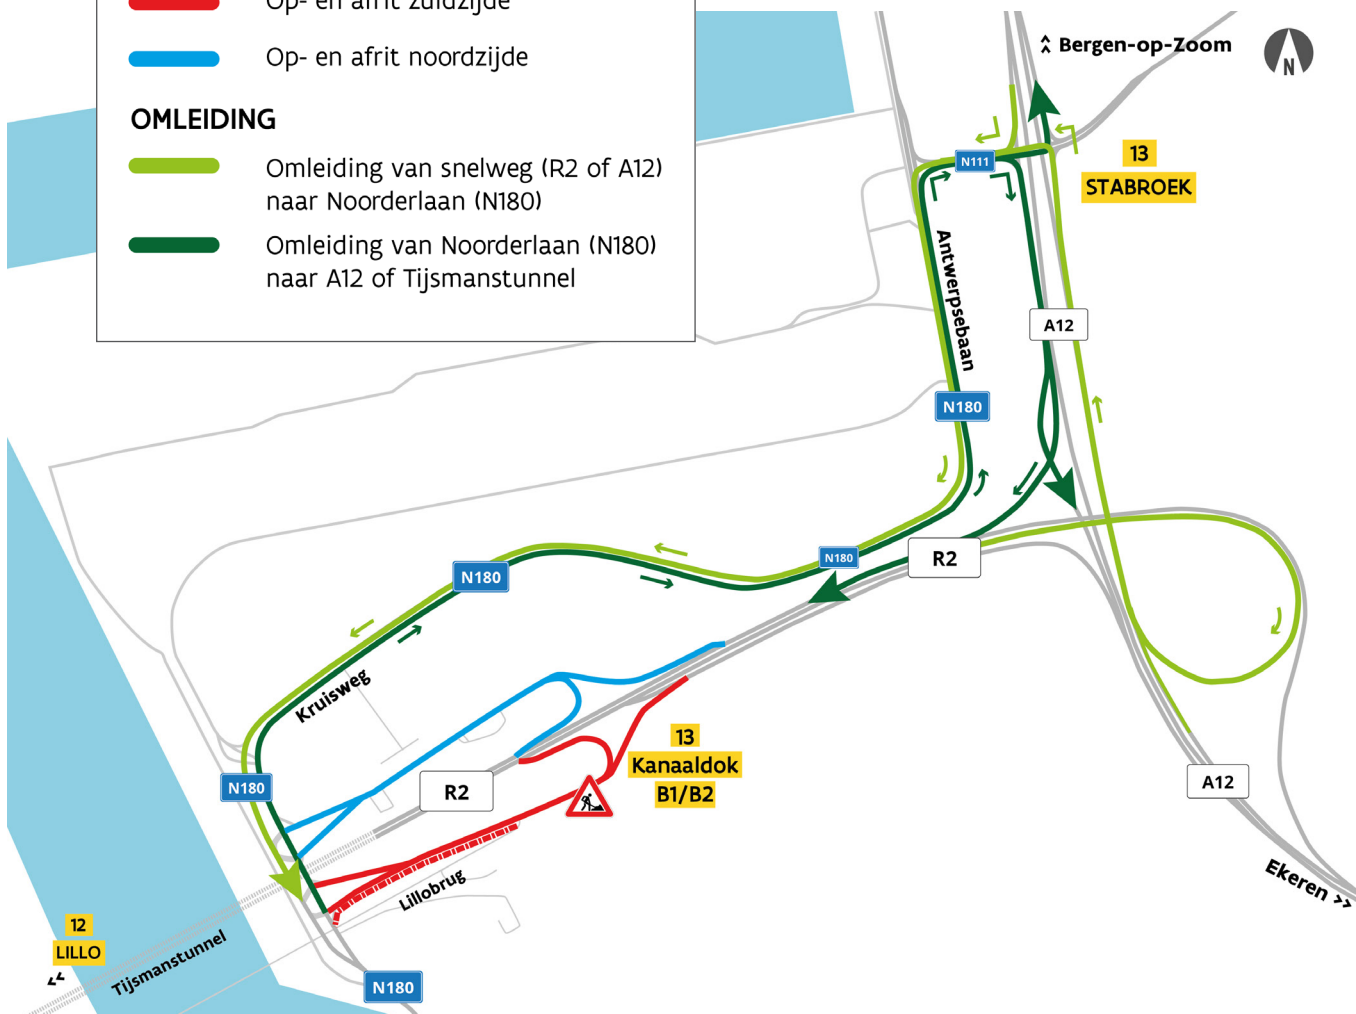 Op- en afrit zuidzijde
Op- en afrit noordzijde
OMLEIDING
Omleiding van snelweg (R2 of A12)
naar Noorderlaan (N180)
Omleiding van Noorderlaan (N180)
naar A12 of Tijsmanstunnel
Bergen-op-Zoom
N
N111
13
STABROEK
Antwerpsebaan
A12
N180
N180
R2
N180
Kruisweg
13
Kanaaldok
B1/B2
N180
R2
A12
Lillobrug
Ekeren >>
12
LILLO
<<
Tijsmanstunnel
N180